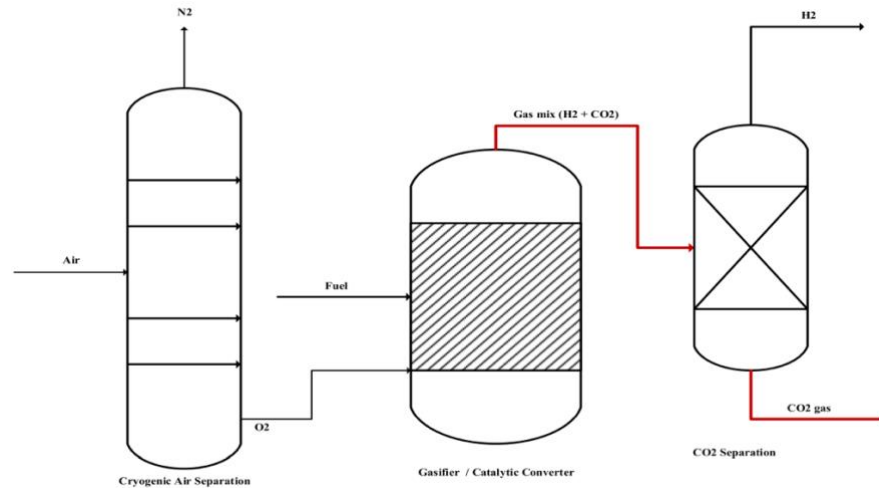 N2
H2
Gas mix (H2 + CO2)
Air
Fuel
O2
CO2 gas
CO2 Separation
Gasifier / Catalytic Converter
Cryogenic Air Separation